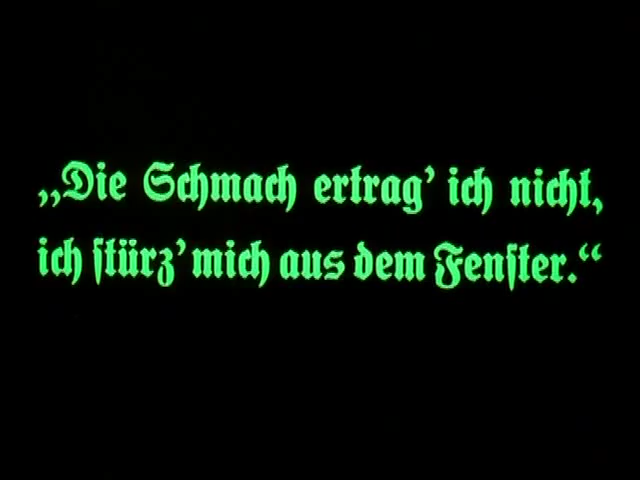 „Die Schmach ertrag’ ich nicht,
ich stürz’ mich aus dem Fenster.“